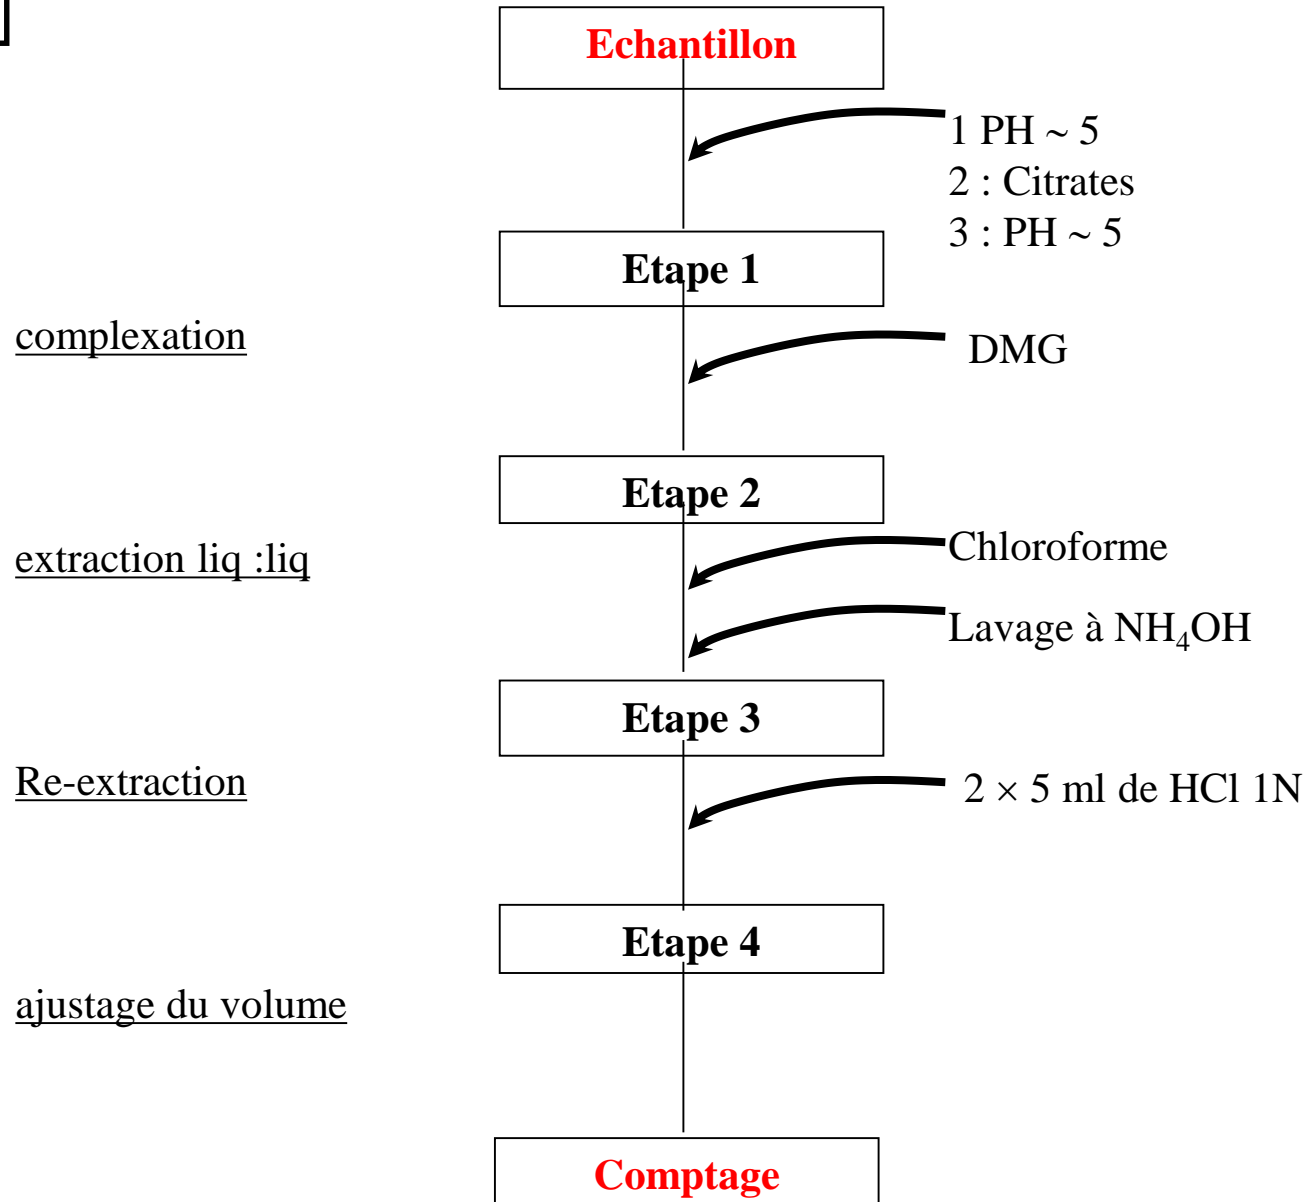 Echantillon
1 PH ~ 5
2 : Citrates
3 : PH ~ 5
Etape 1
complexation
DMG
Etape 2
Chloroforme
extraction liq :liq
Lavage à NH₄OH
Etape 3
Re-extraction
2 × 5 ml de HCl 1N
Etape 4
ajustage du volume
Comptage